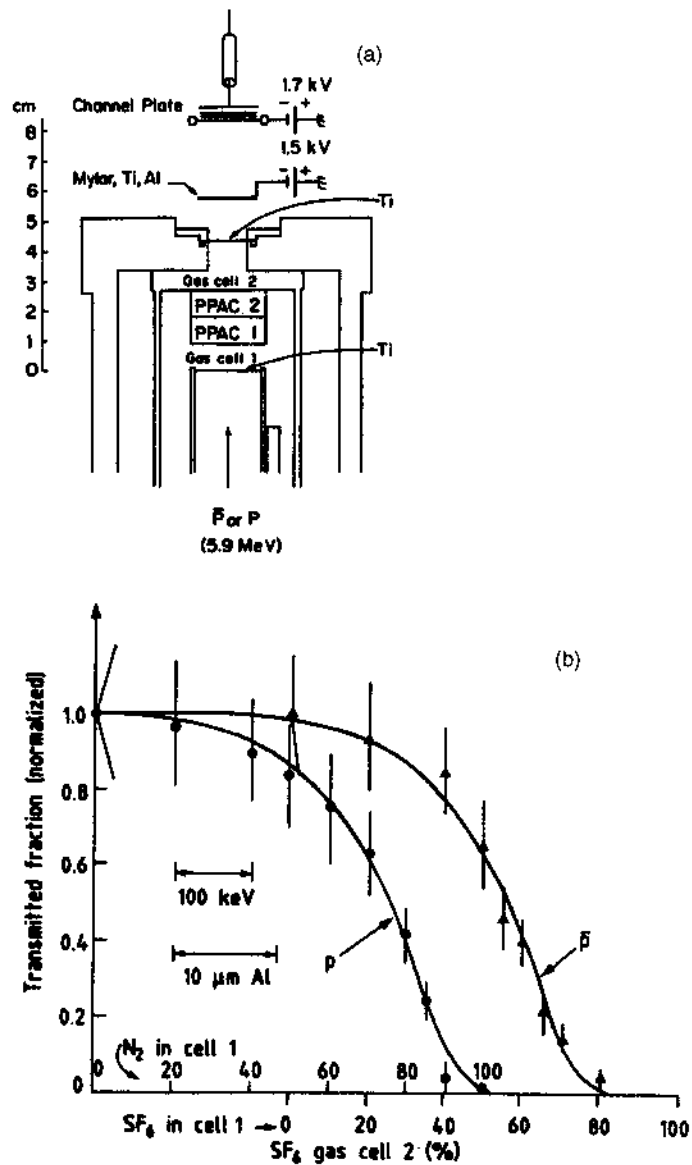 (a)
1.7 kV
- +
cm
Channel Plate
8
1.5 kV
7
- +
Mylar, Ti, Al
6
Ti
5
4
3
Gas cell 2
2
PPAC 2
1
PPAC 1
Gas cell 1
Ti
0
P̄ or P
(5.9 MeV)
(b)
Transmitted fraction (normalized)
1.0
0.8
0.6
0.4
0.2
0
100 keV
10 μm Al
p
p̄
N₂ in cell 1
0 20 40 60 80 100
SF₆ in cell 1 → 0 20 40 60 80 100
SF₆ gas cell 2 (%)